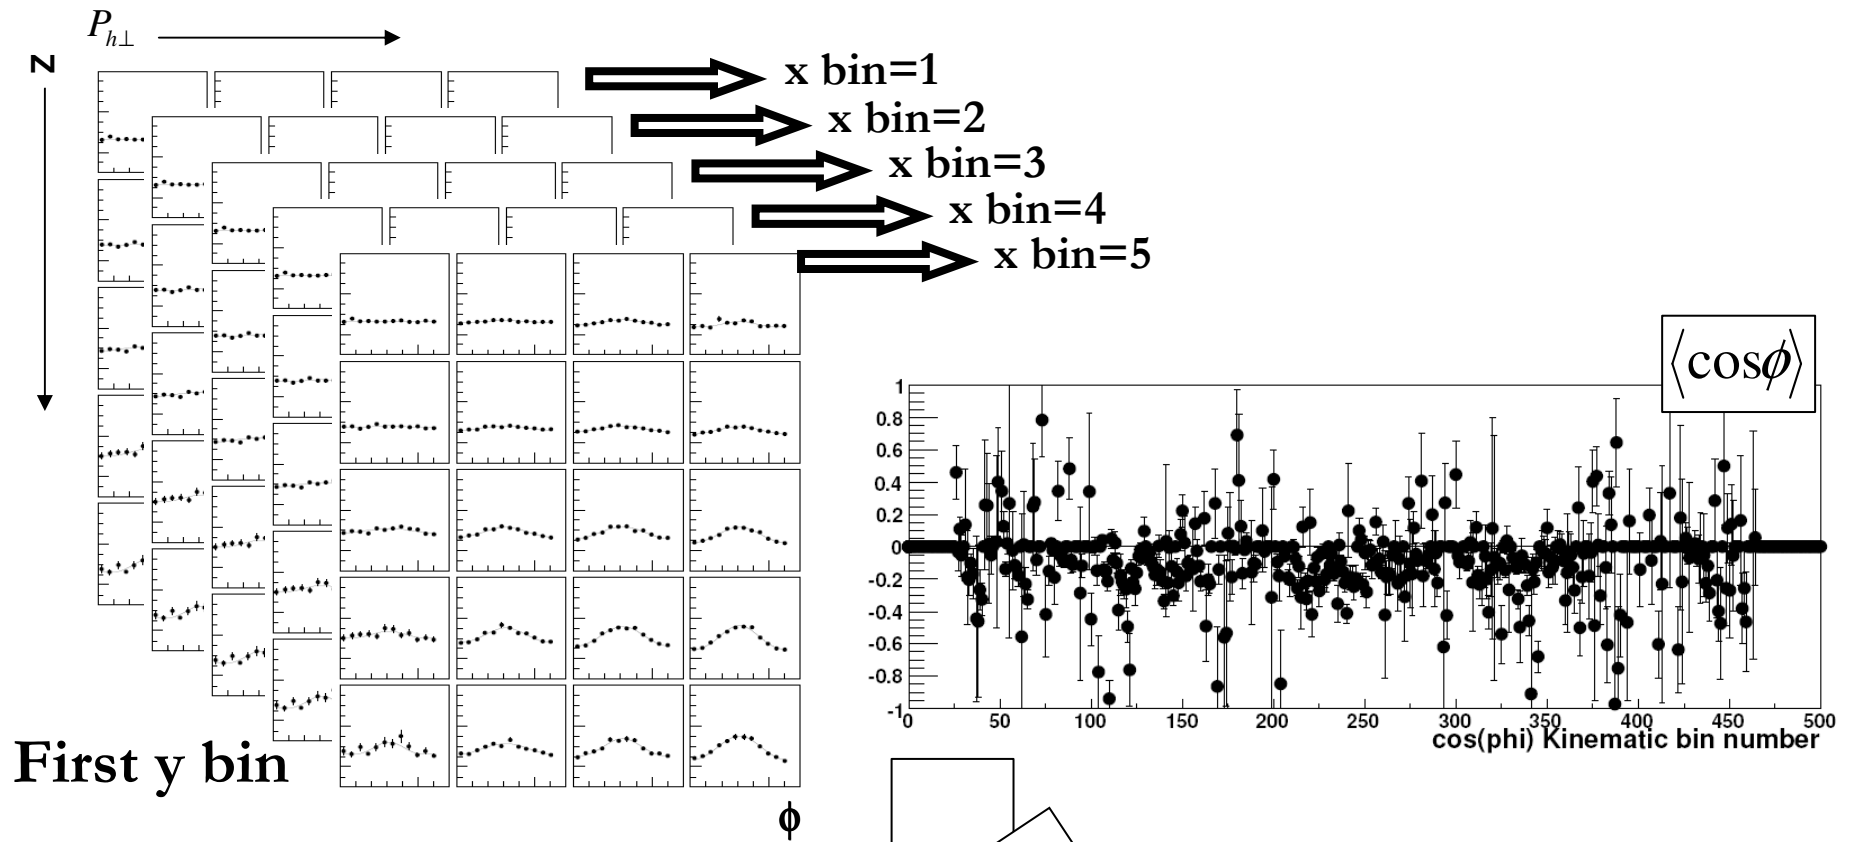 P_{h⊥}
z
x bin=1
x bin=2
x bin=3
x bin=4
x bin=5
First y bin
ϕ
⟨cosϕ⟩
1
0.8
0.6
0.4
0.2
0
-0.2
-0.4
-0.6
-0.8
-1
0 50 100 150 200 250 300 350 400 450 500
cos(phi) Kinematic bin number